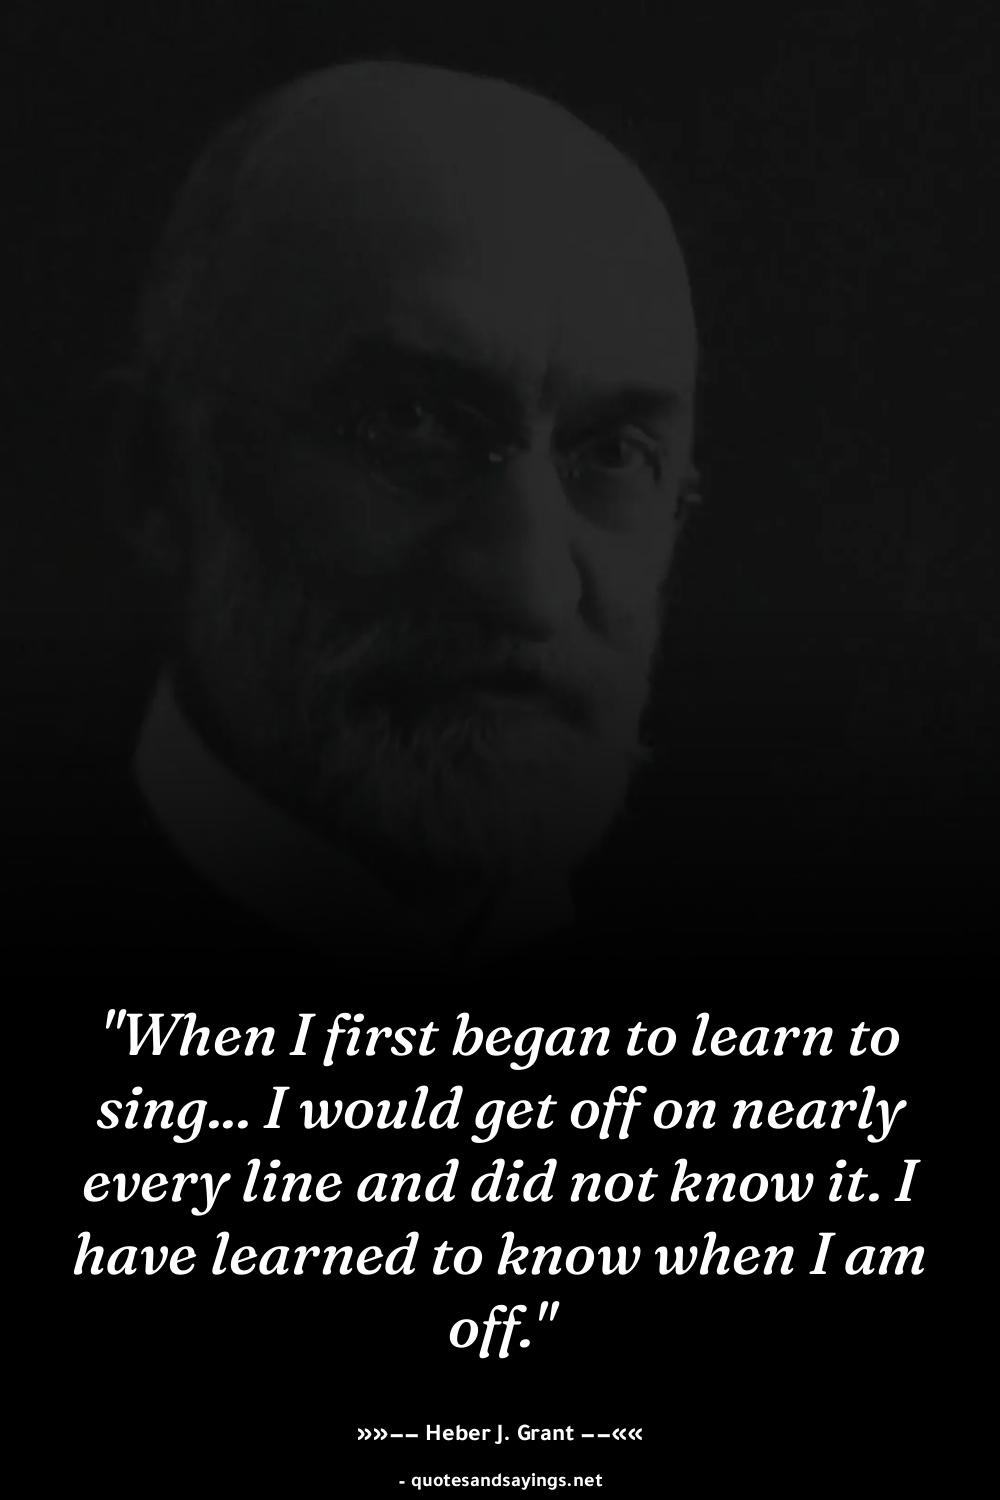 "When I first began to learn to
sing... I would get off on nearly
every line and did not know it. I
have learned to know when I am
off."
»»−− Heber J. Grant −−««
- quotesandsayings.net